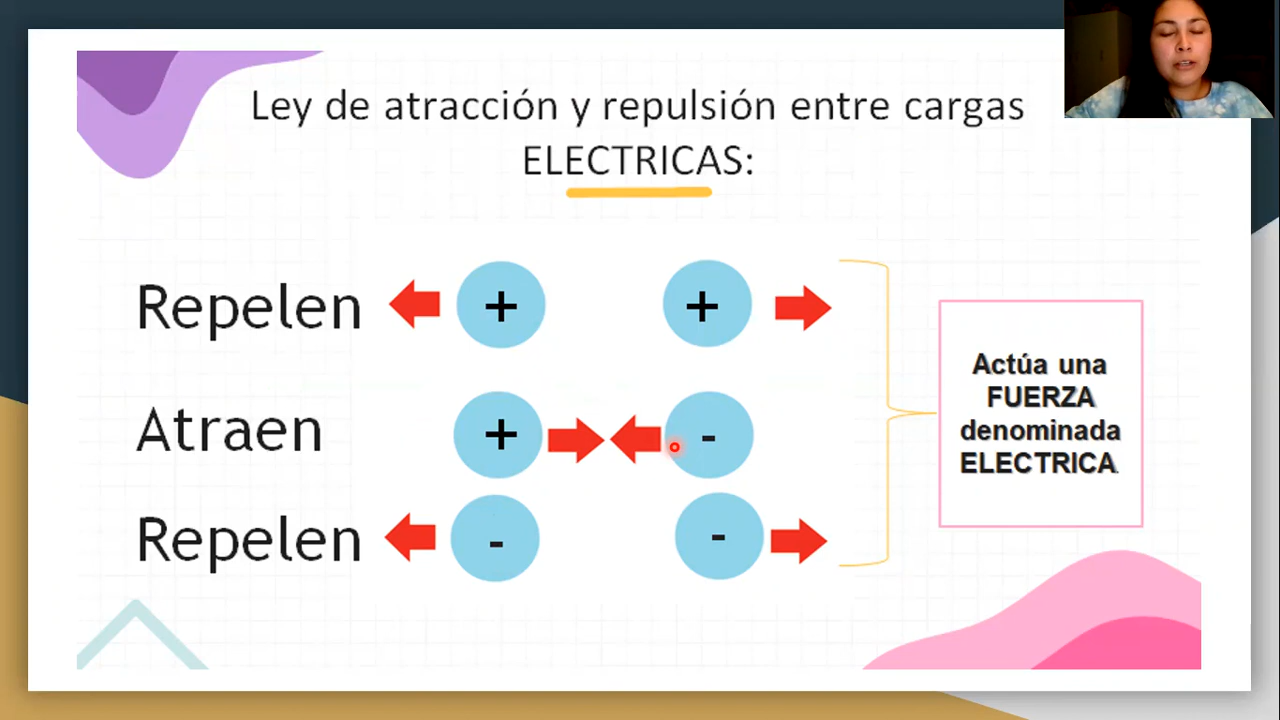 Ley de atracción y repulsión entre cargas
ELECTRICAS:
Repelen + +
Atraen + -
Repelen - -
Actúa una
FUERZA
denominada
ELECTRICA